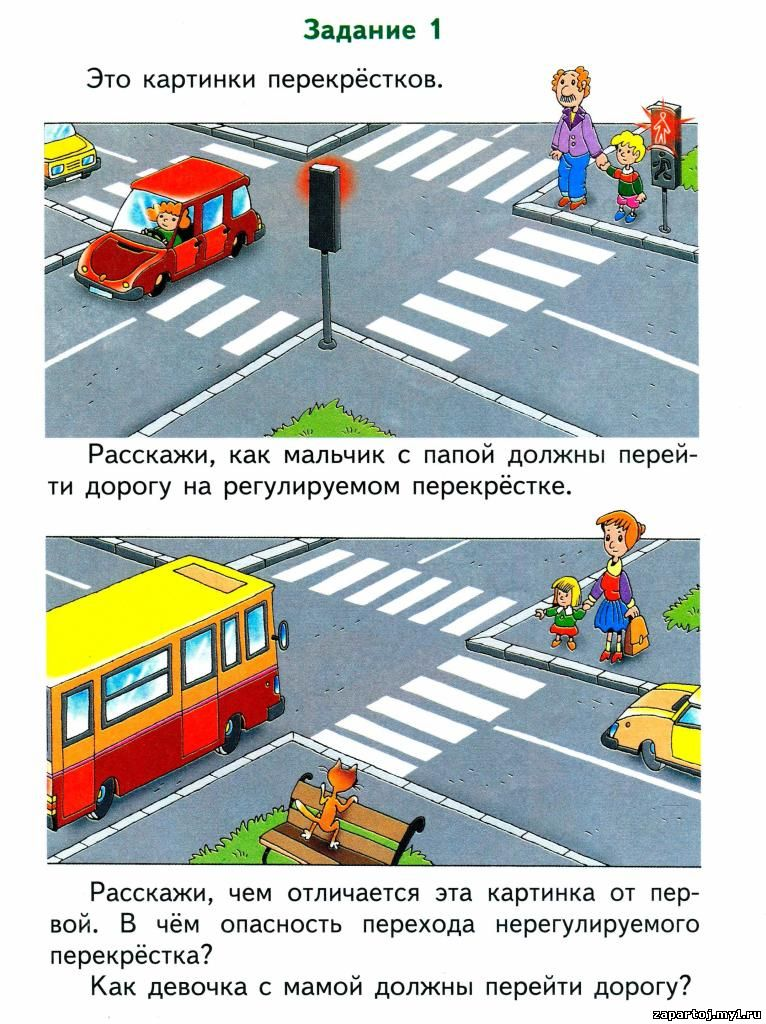 Задание 1
Это картинки перекрёстков.
Расскажи, как мальчик с папой должны перей-
ти дорогу на регулируемом перекрёстке.
Расскажи, чем отличается эта картинка от пер-
вой. В чём опасность перехода нерегулируемого
перекрёстка?
Как девочка с мамой должны перейти дорогу?
zapartoj.my1.ru